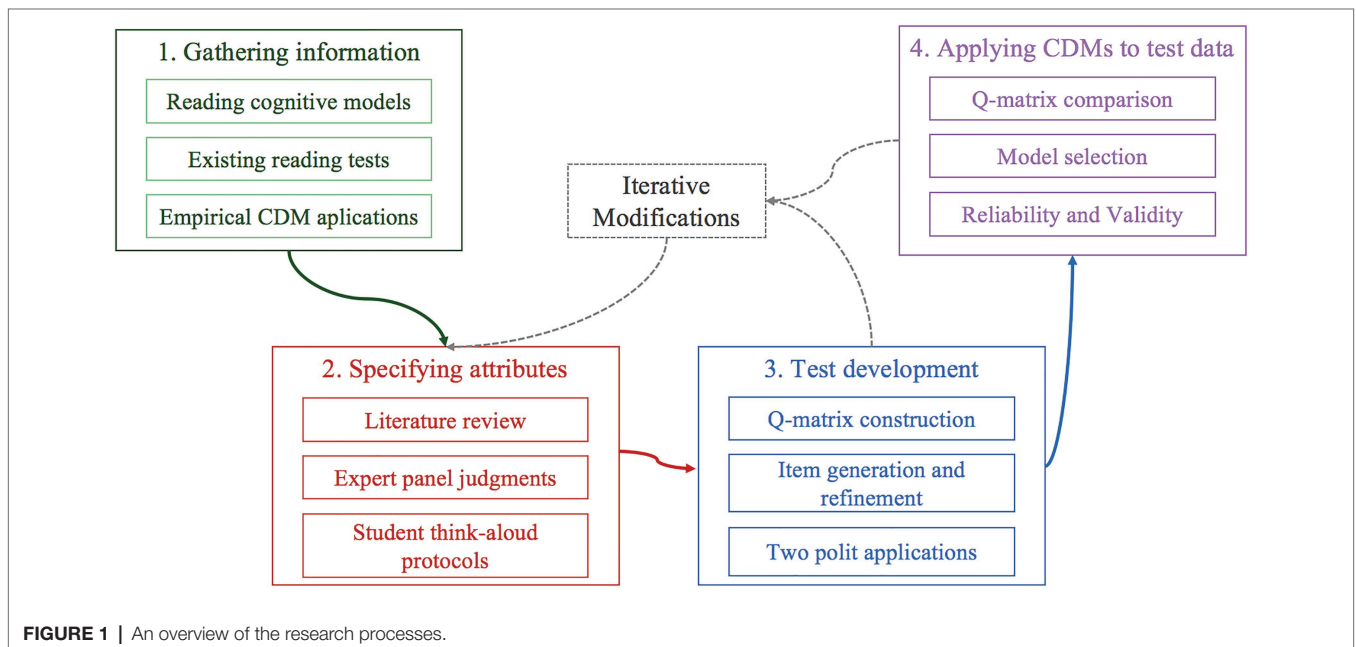 1. Gathering information
Reading cognitive models
Existing reading tests
Empirical CDM aplications
4. Applying CDMs to test data
Q-matrix comparison
Model selection
Reliability and Validity
Iterative
Modifications
2. Specifying attributes
Literature review
Expert panel judgments
Student think-aloud
protocols
3. Test development
Q-matrix construction
Item generation and
refinement
Two polit applications
FIGURE 1 | An overview of the research processes.